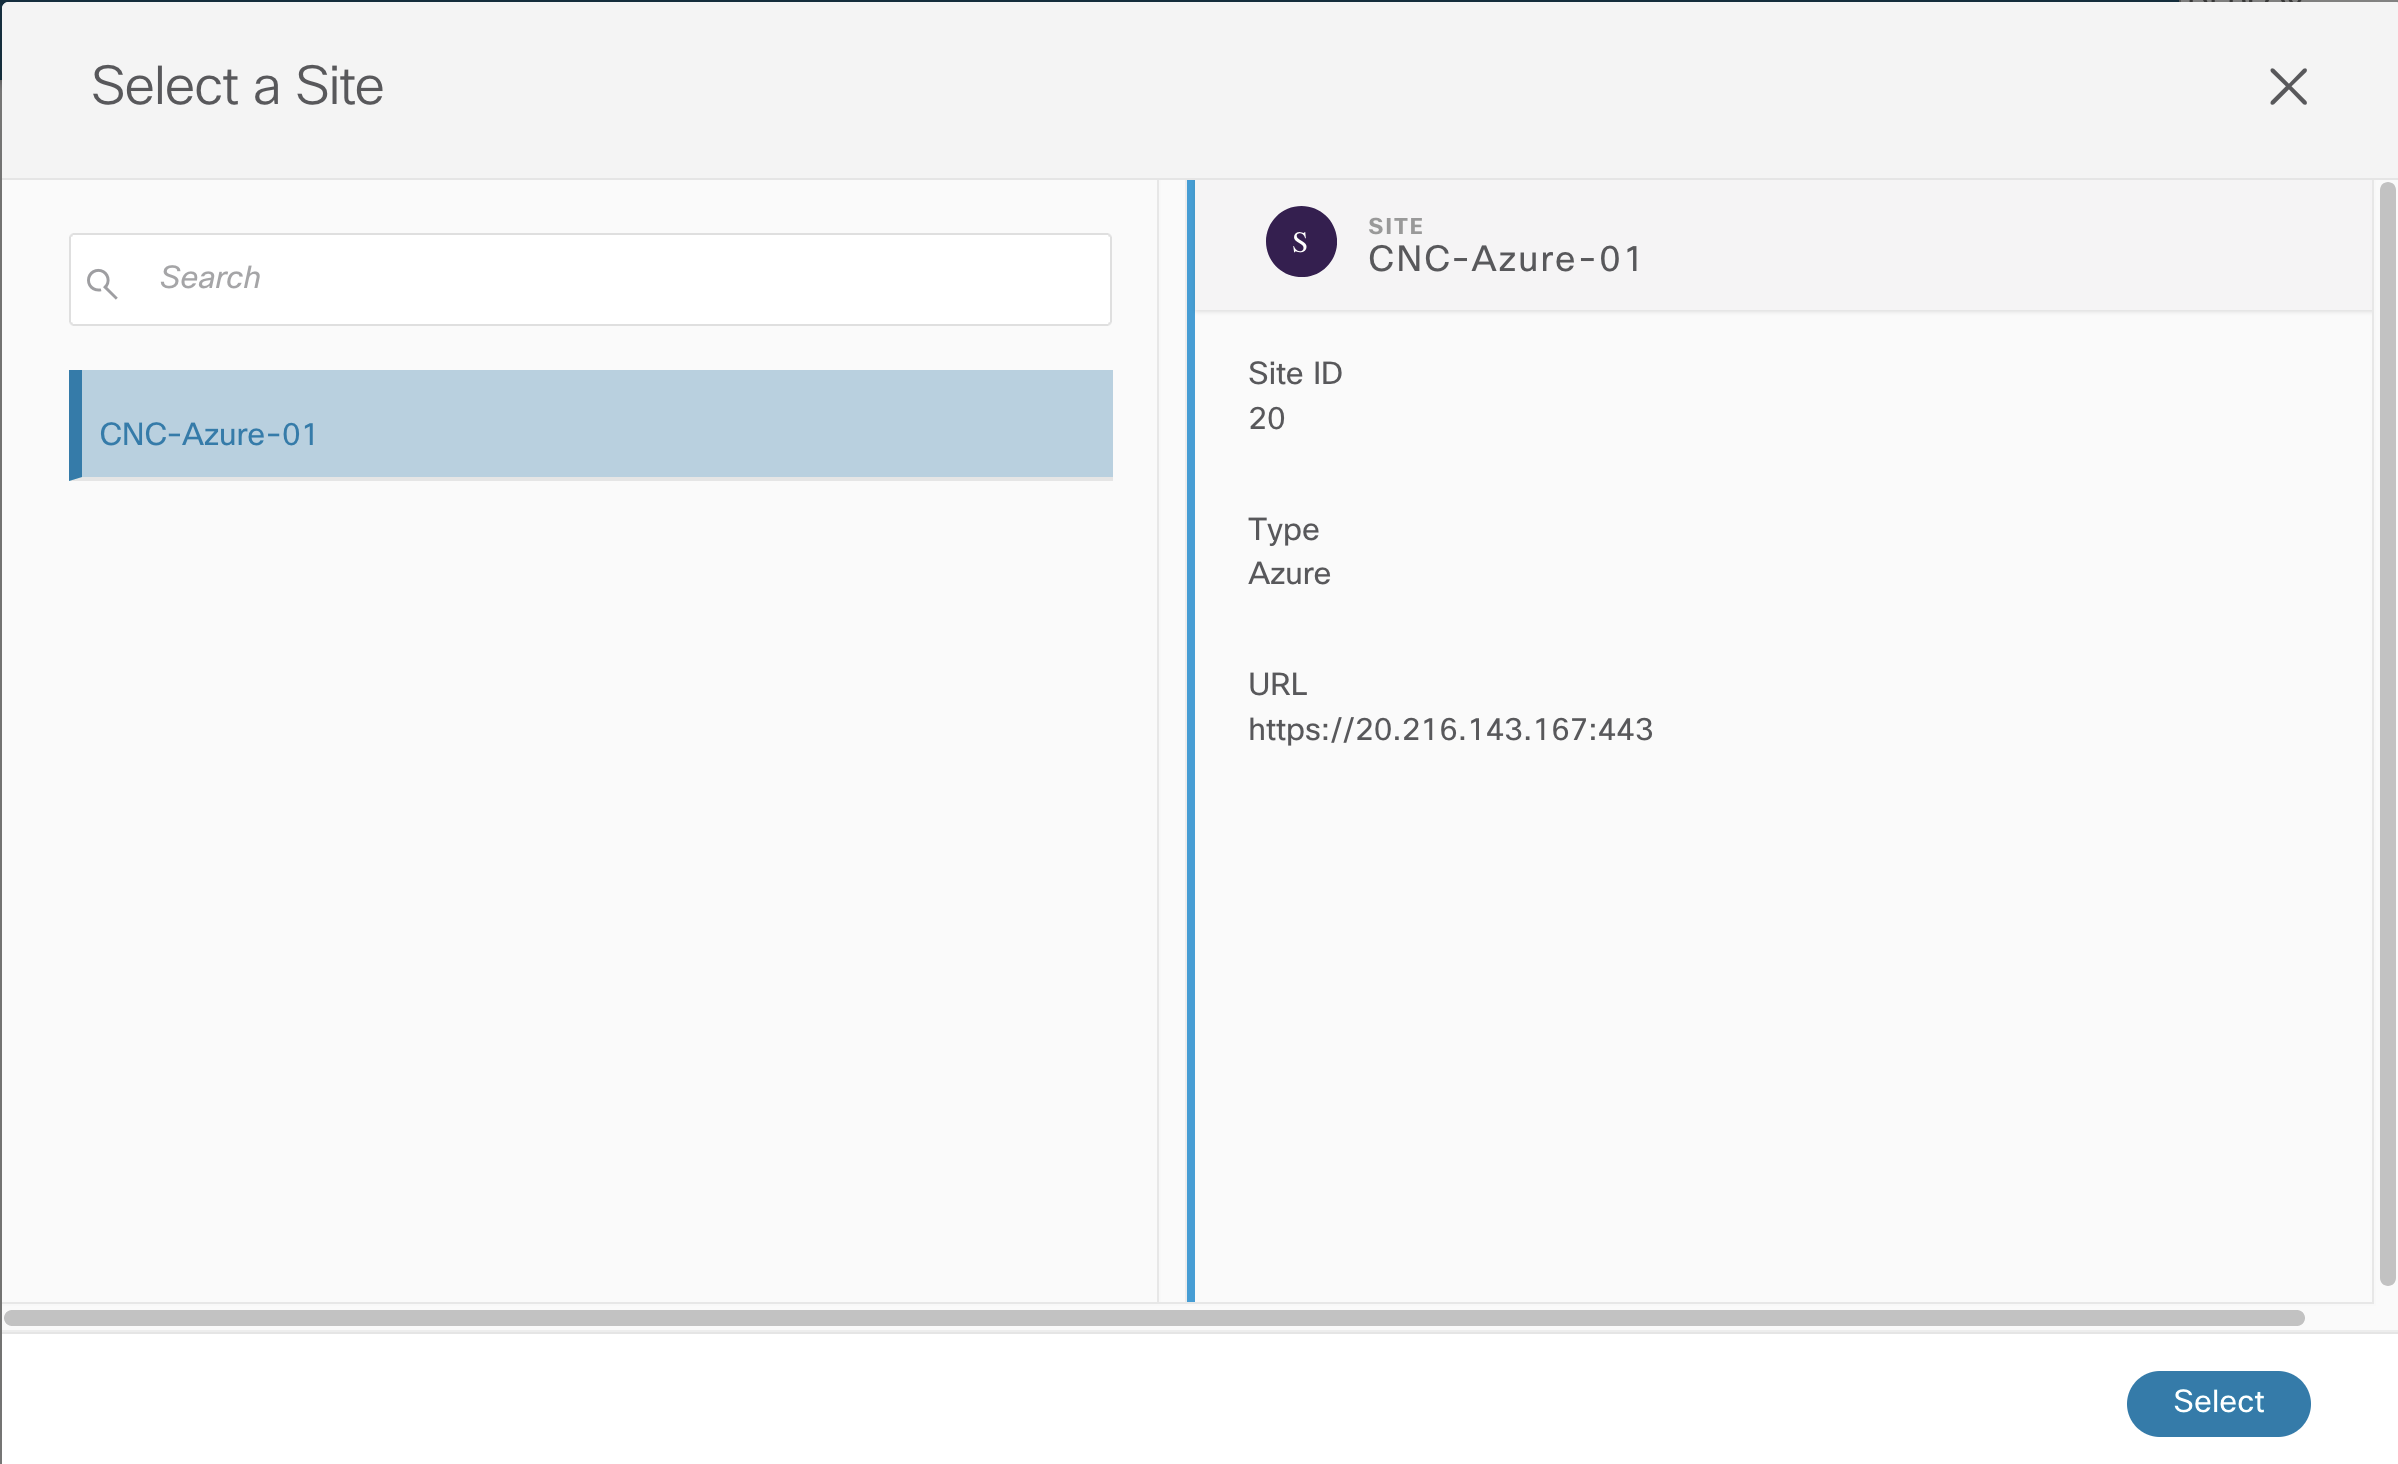 Select a Site
Search
CNC-Azure-01
S
SITE
CNC-Azure-01
Site ID
20
Type
Azure
URL
https://20.216.143.167:443
Select